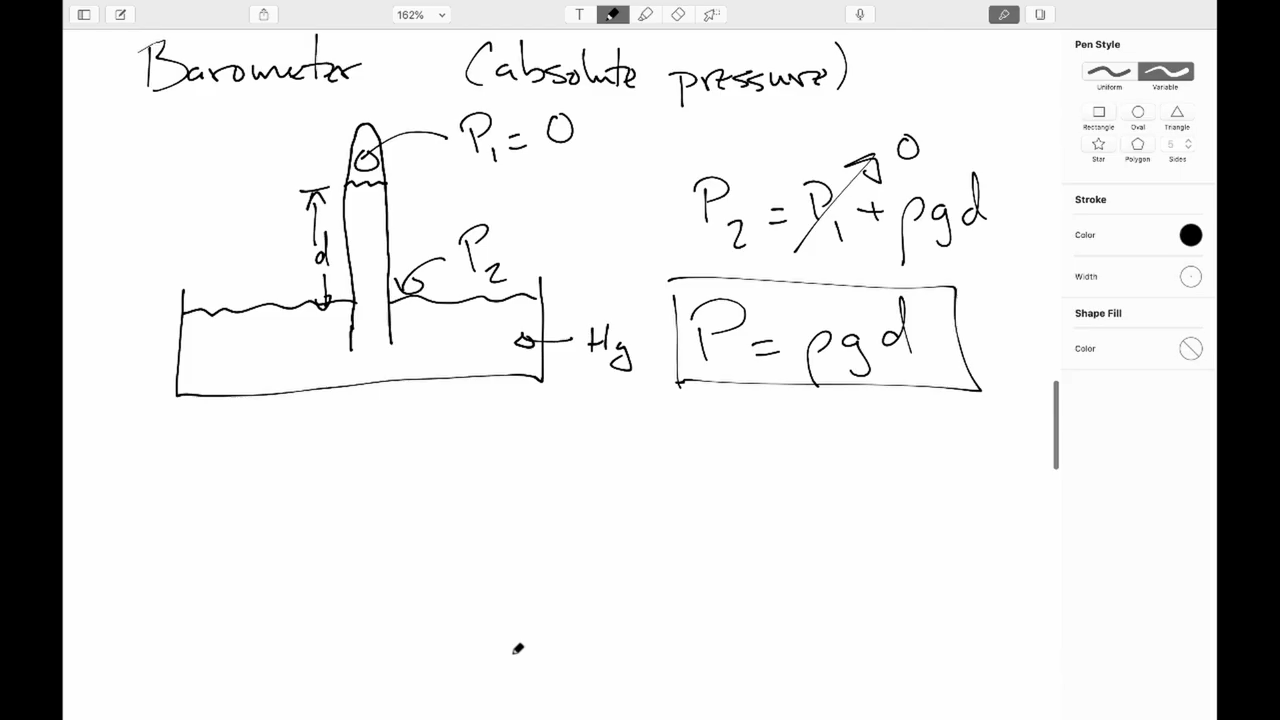 162%
T
Barometer (absolute pressure)
P₁ = 0
P₂ = P₁ + ρgd
0
d
P₂
P = ρgd
Hg
Pen Style
Uniform Variable
Rectangle Oval Triangle
Star Polygon 5 Sides
Stroke
Color
Width
Shape Fill
Color